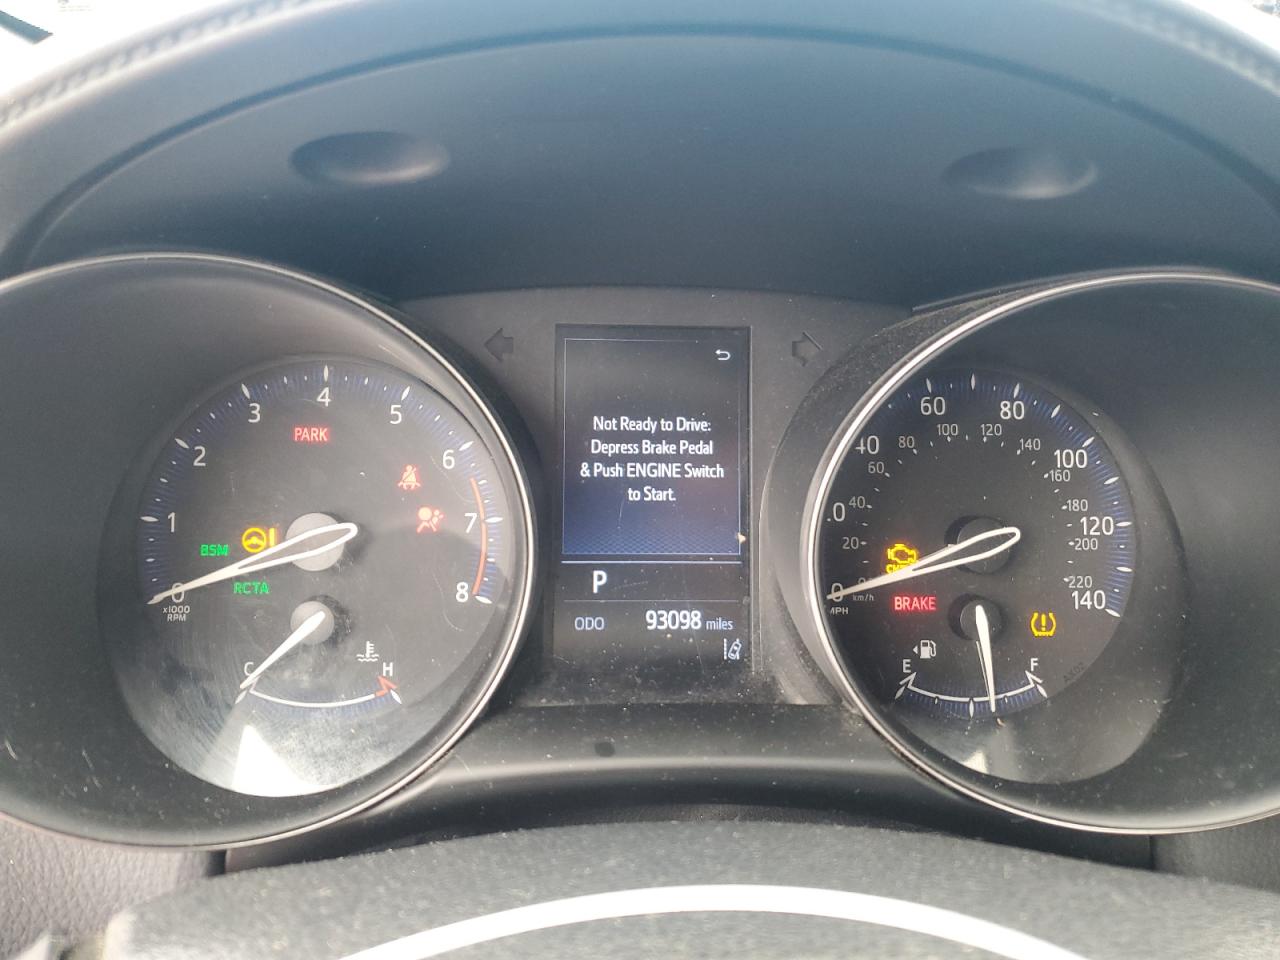 4
3
5
PARK
2
6
1
7
BSM
RCTA
0
8
x1000
RPM
C
H
Not Ready to Drive:
Depress Brake Pedal
& Push ENGINE Switch
to Start.
P
ODO 93098 miles
60
80
100
120
40
80
140
100
60
160
40
180
.0
120
20
200
CHECK
0
km/h
220
140
MPH
BRAKE
E
F